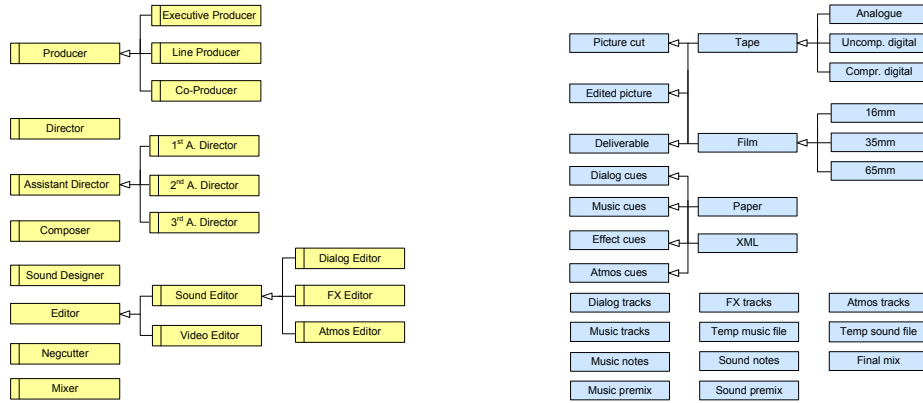 Executive Producer
Producer
Line Producer
Co-Producer
Director
1st A. Director
Assistant Director
2nd A. Director
3rd A. Director
Composer
Sound Designer
Dialog Editor
Sound Editor
FX Editor
Editor
Video Editor
Atmos Editor
Negcutter
Mixer
Analogue
Picture cut
Tape
Uncomp. digital
Compr. digital
Edited picture
16mm
Deliverable
Film
35mm
65mm
Dialog cues
Music cues
Paper
Effect cues
XML
Atmos cues
Dialog tracks
FX tracks
Atmos tracks
Music tracks
Temp music file
Temp sound file
Music notes
Sound notes
Final mix
Music premix
Sound premix